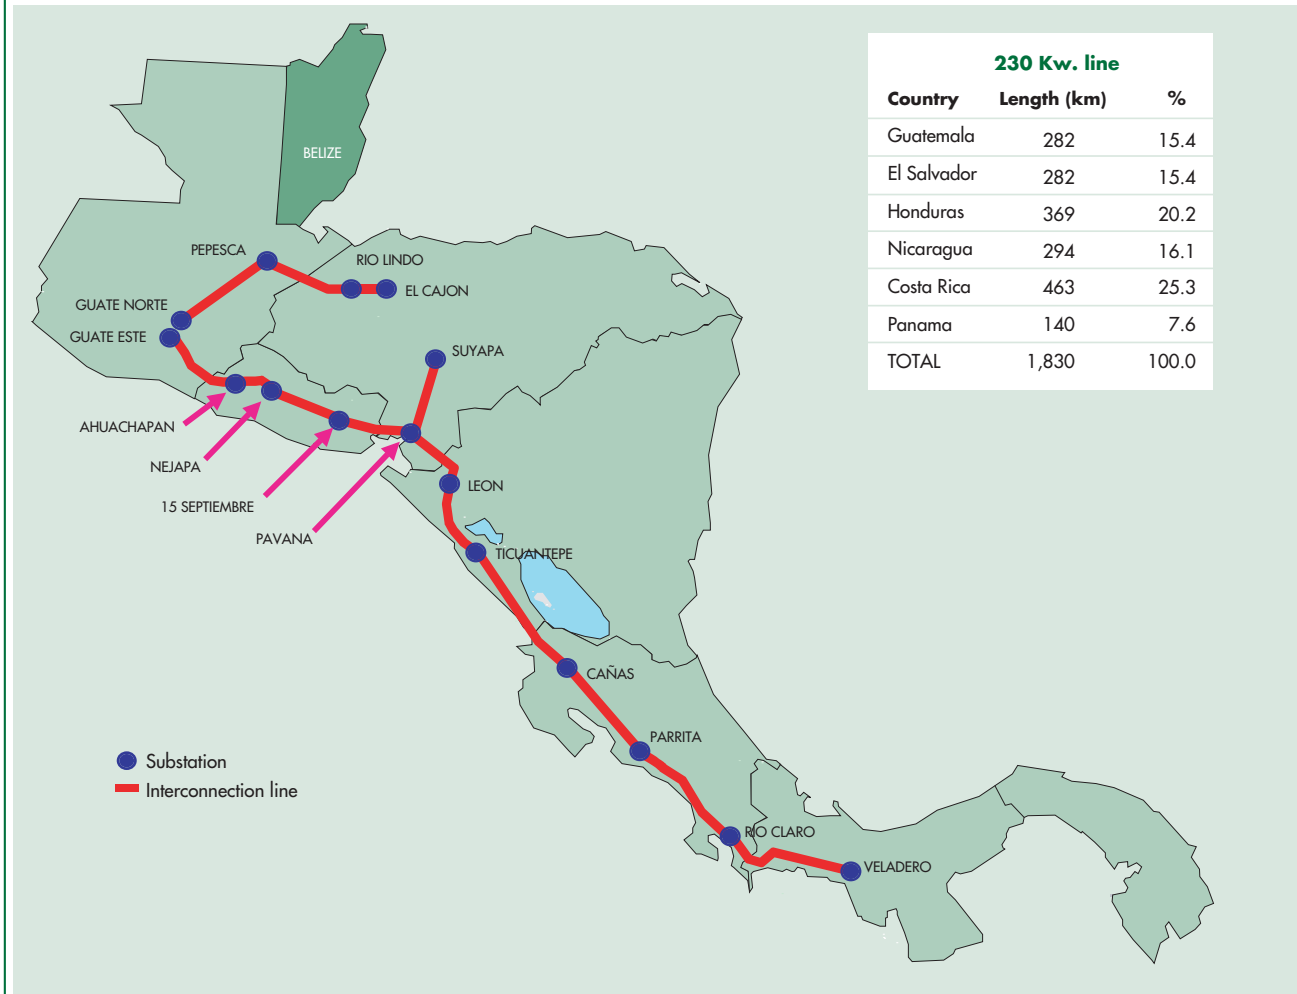 BELIZE
PEPESCA
RIO LINDO
EL CAJON
GUATE NORTE
GUATE ESTE
SUYAPA
AHUACHAPAN
NEJAPA
15 SEPTIEMBRE
PAVANA
LEON
TICUANTEPE
CAÑAS
PARRITA
RIO CLARO
VELADERO
Substation
Interconnection line
230 Kw. line
Country Length (km) %
Guatemala 282 15.4
El Salvador 282 15.4
Honduras 369 20.2
Nicaragua 294 16.1
Costa Rica 463 25.3
Panama 140 7.6
TOTAL 1,830 100.0